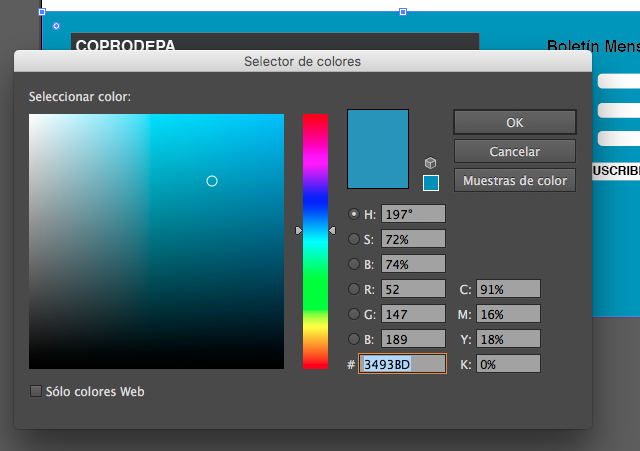 COPRODEPA
Boletín Mens
Selector de colores
Seleccionar color:
OK
Cancelar
Muestras de color
USCRIBI
H: 197°
S: 72%
B: 74%
R: 52 C: 91%
G: 147 M: 16%
B: 189 Y: 18%
# 3493BD K: 0%
Sólo colores Web